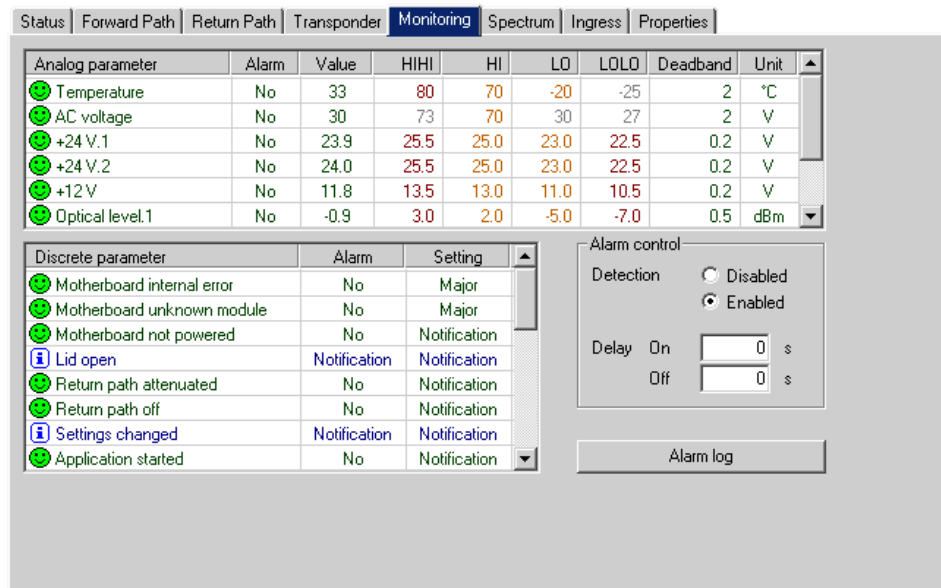 Status Forward Path Return Path Transponder Monitoring Spectrum Ingress Properties
Analog parameter Alarm Value HIHI HI LO LOLO Deadband Unit
Temperature No 33 80 70 -20 -25 2 °C
AC voltage No 30 73 70 30 27 2 V
+24 V.1 No 23.9 25.5 25.0 23.0 22.5 0.2 V
+24 V.2 No 24.0 25.5 25.0 23.0 22.5 0.2 V
+12 V No 11.8 13.5 13.0 11.0 10.5 0.2 V
Optical level.1 No -0.9 3.0 2.0 -5.0 -7.0 0.5 dBm
Discrete parameter Alarm Setting
Motherboard internal error No Major
Motherboard unknown module No Major
Motherboard not powered No Notification
Lid open Notification Notification
Return path attenuated No Notification
Return path off No Notification
Settings changed Notification Notification
Application started No Notification
Alarm control
Detection Disabled
Enabled
Delay On 0 s
Off 0 s
Alarm log